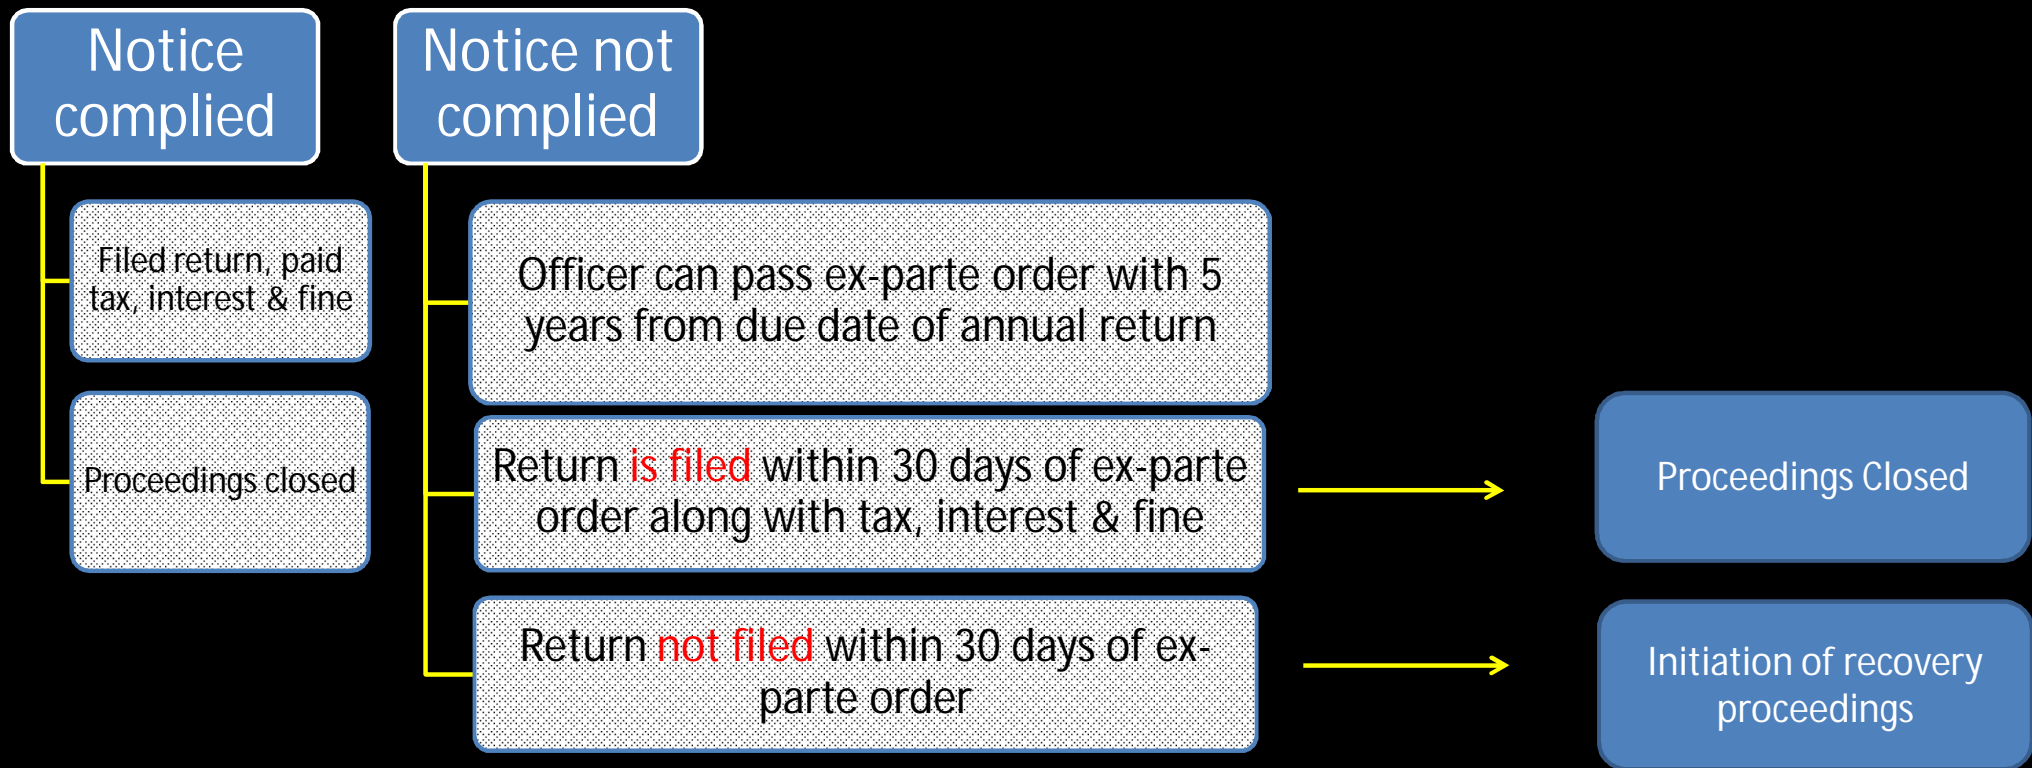 Notice
complied
Filed return, paid
tax, interest & fine
Proceedings closed
Notice not
complied
Officer can pass ex-parte order with 5
years from due date of annual return
Return is filed within 30 days of ex-parte
order along with tax, interest & fine
Proceedings Closed
Return not filed within 30 days of ex-
parte order
Initiation of recovery
proceedings